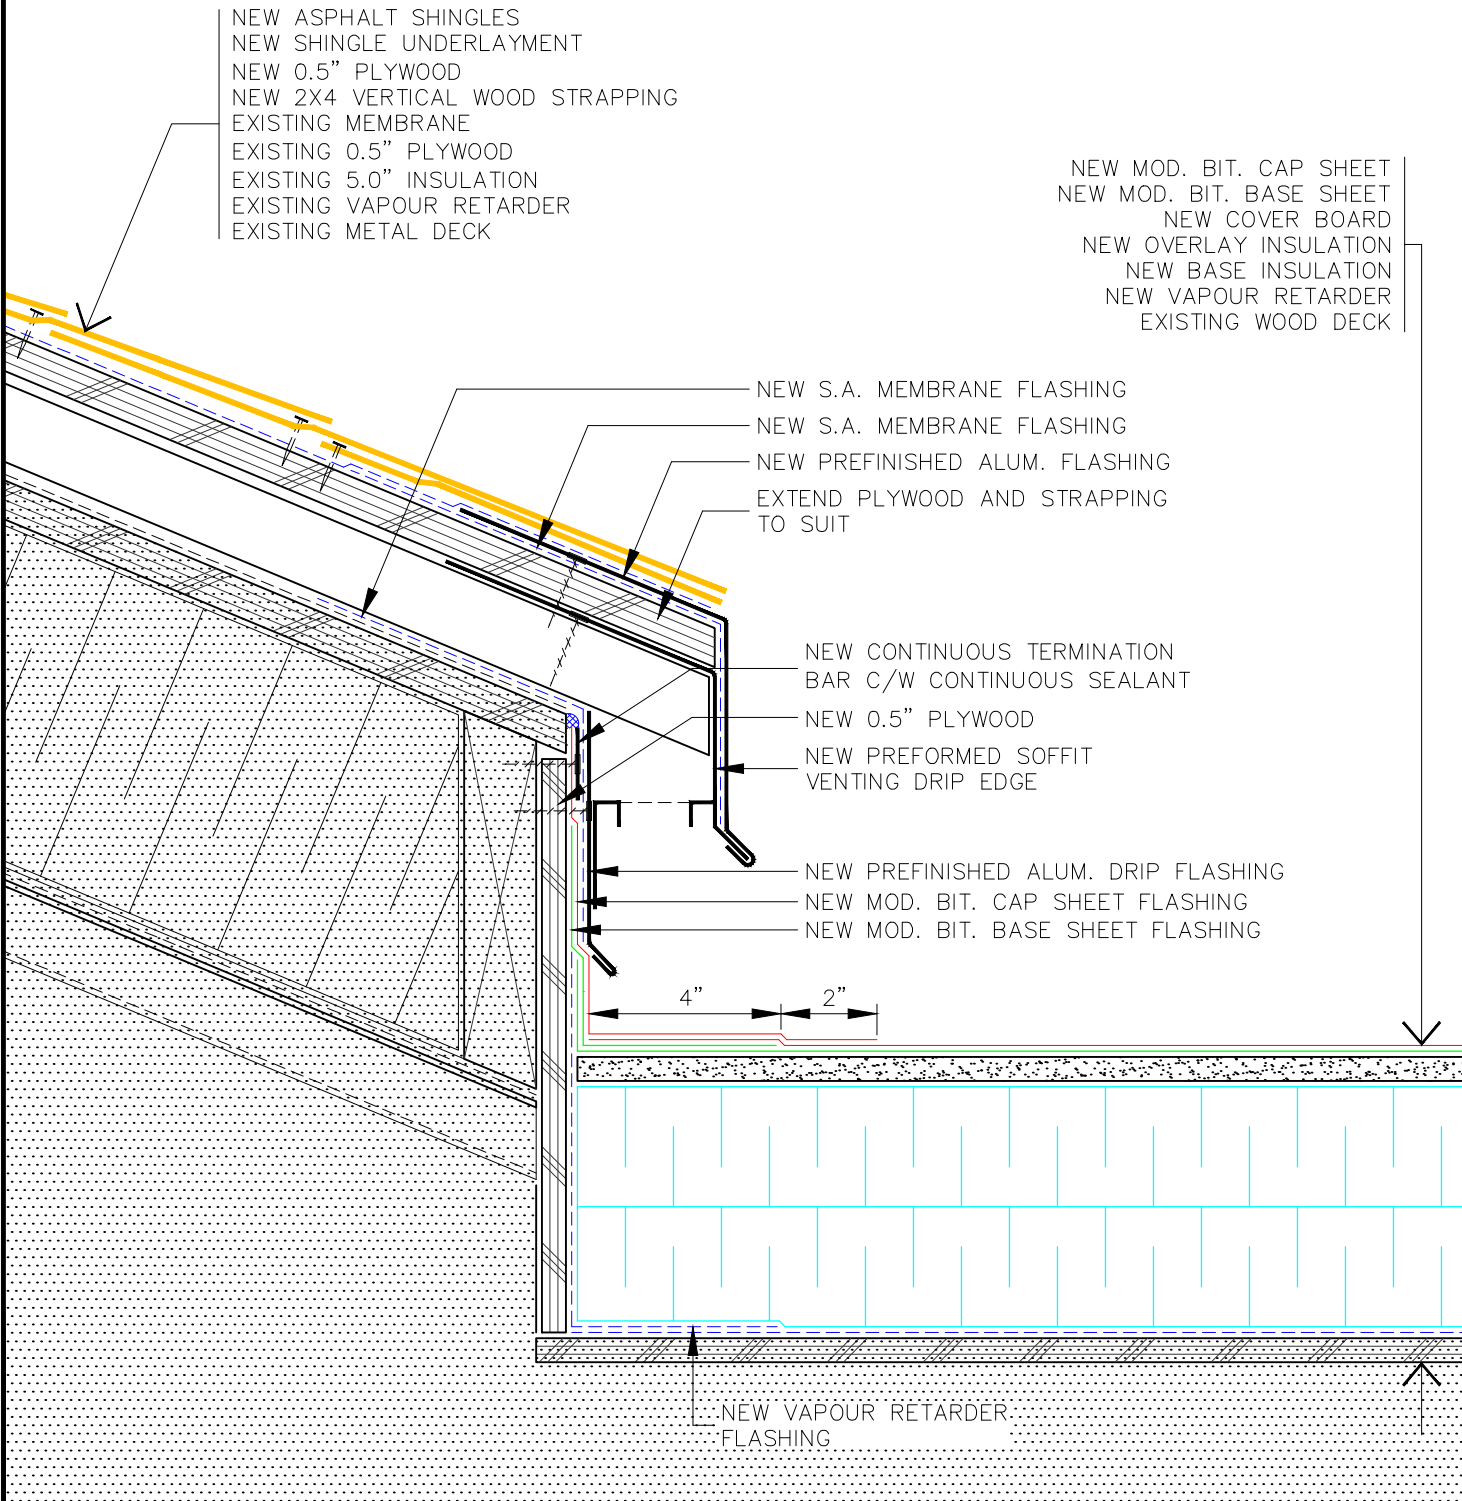 NEW ASPHALT SHINGLES
NEW SHINGLE UNDERLAYMENT
NEW 0.5” PLYWOOD
NEW 2X4 VERTICAL WOOD STRAPPING
EXISTING MEMBRANE
EXISTING 0.5” PLYWOOD
EXISTING 5.0” INSULATION
EXISTING VAPOUR RETARDER
EXISTING METAL DECK
NEW MOD. BIT. CAP SHEET
NEW MOD. BIT. BASE SHEET
NEW COVER BOARD
NEW OVERLAY INSULATION
NEW BASE INSULATION
NEW VAPOUR RETARDER
EXISTING WOOD DECK
NEW S.A. MEMBRANE FLASHING
NEW S.A. MEMBRANE FLASHING
NEW PREFINISHED ALUM. FLASHING
EXTEND PLYWOOD AND STRAPPING
TO SUIT
NEW CONTINUOUS TERMINATION
BAR C/W CONTINUOUS SEALANT
NEW 0.5” PLYWOOD
NEW PREFORMED SOFFIT
VENTING DRIP EDGE
NEW PREFINISHED ALUM. DRIP FLASHING
NEW MOD. BIT. CAP SHEET FLASHING
NEW MOD. BIT. BASE SHEET FLASHING
4” 2”
NEW VAPOUR RETARDER
FLASHING